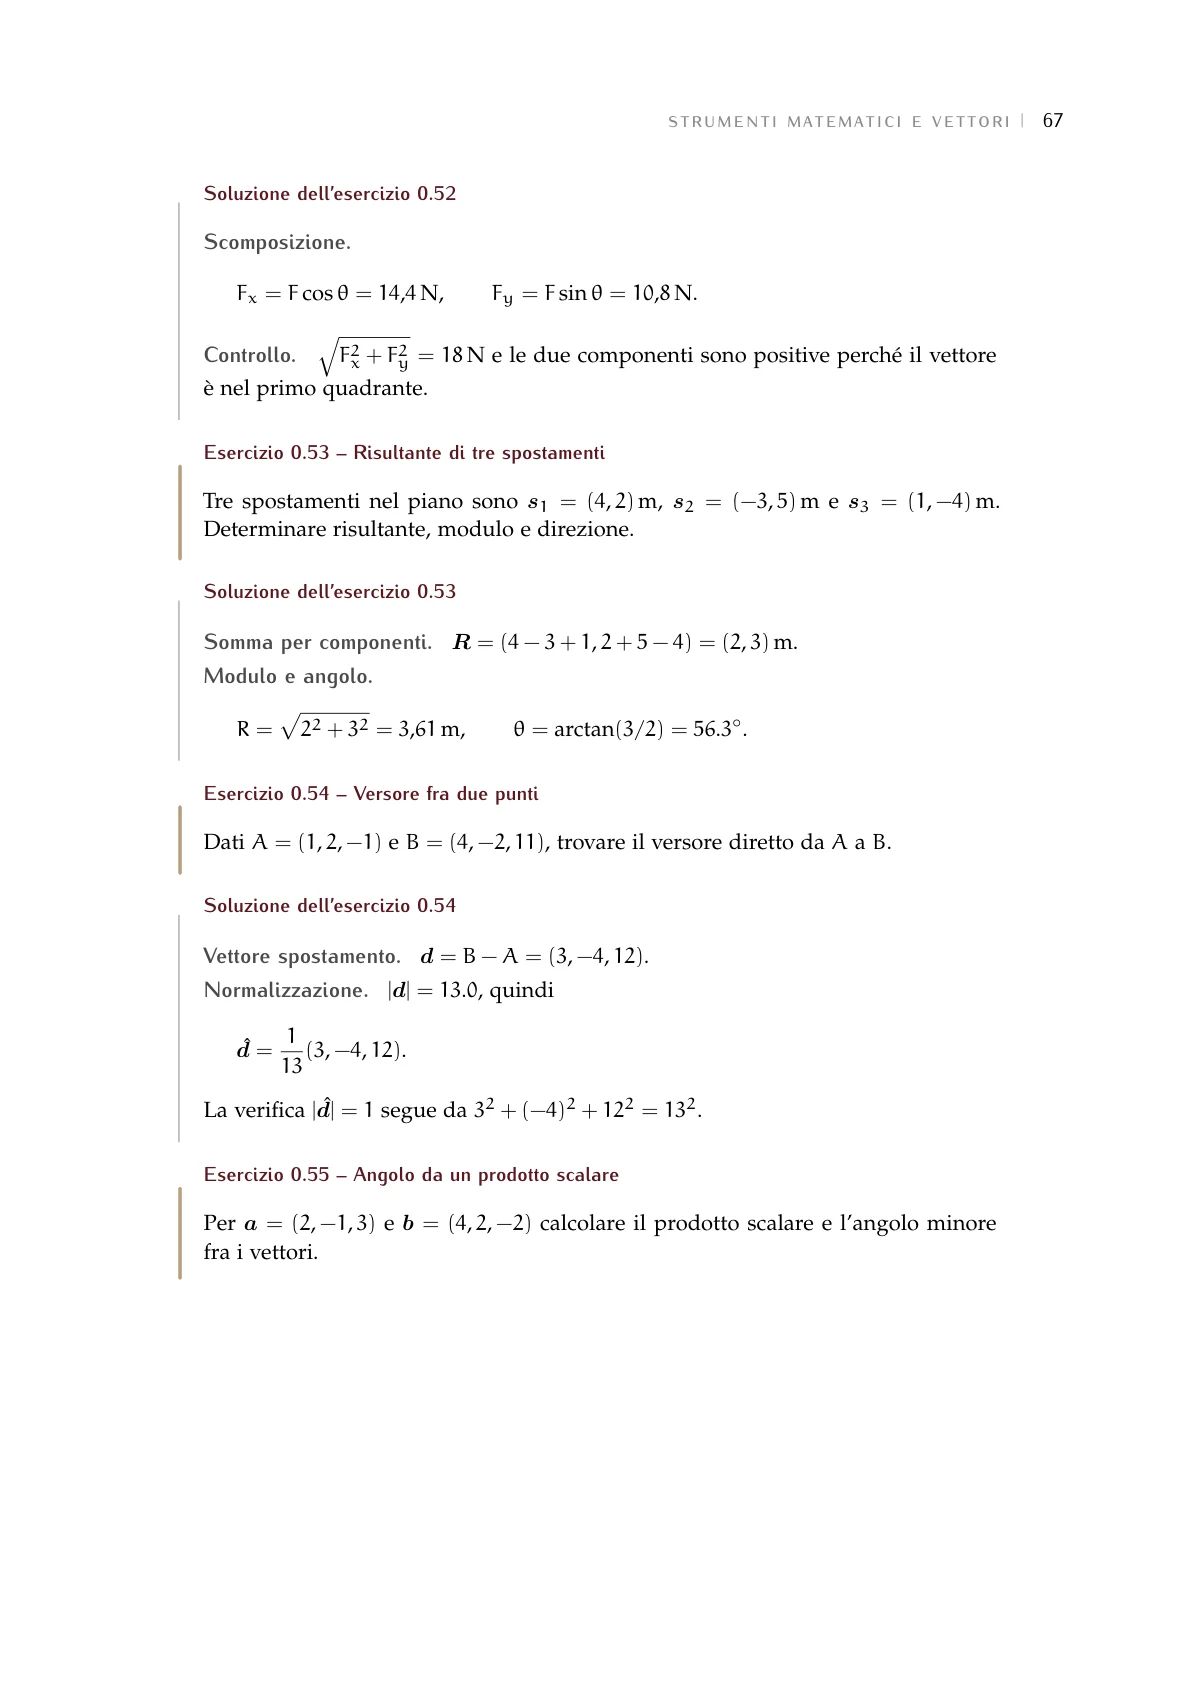 STRUMENTI MATEMATICI E VETTORI | 67
Soluzione dell'esercizio 0.52
Scomposizione.
Fx = F cos θ = 14,4 N, Fy = F sin θ = 10,8 N.
Controllo. √(Fx² + Fy²) = 18 N e le due componenti sono positive perché il vettore
è nel primo quadrante.
Esercizio 0.53 – Risultante di tre spostamenti
Tre spostamenti nel piano sono s₁ = (4, 2) m, s₂ = (−3, 5) m e s₃ = (1, −4) m.
Determinare risultante, modulo e direzione.
Soluzione dell'esercizio 0.53
Somma per componenti. R = (4 − 3 + 1, 2 + 5 − 4) = (2, 3) m.
Modulo e angolo.
R = √(2² + 3²) = 3,61 m, θ = arctan(3/2) = 56.3°.
Esercizio 0.54 – Versore fra due punti
Dati A = (1, 2, −1) e B = (4, −2, 11), trovare il versore diretto da A a B.
Soluzione dell'esercizio 0.54
Vettore spostamento. d = B − A = (3, −4, 12).
Normalizzazione. |d| = 13.0, quindi
d̂ = 1/13 (3, −4, 12).
La verifica |d̂| = 1 segue da 3² + (−4)² + 12² = 13².
Esercizio 0.55 – Angolo da un prodotto scalare
Per a = (2, −1, 3) e b = (4, 2, −2) calcolare il prodotto scalare e l'angolo minore
fra i vettori.